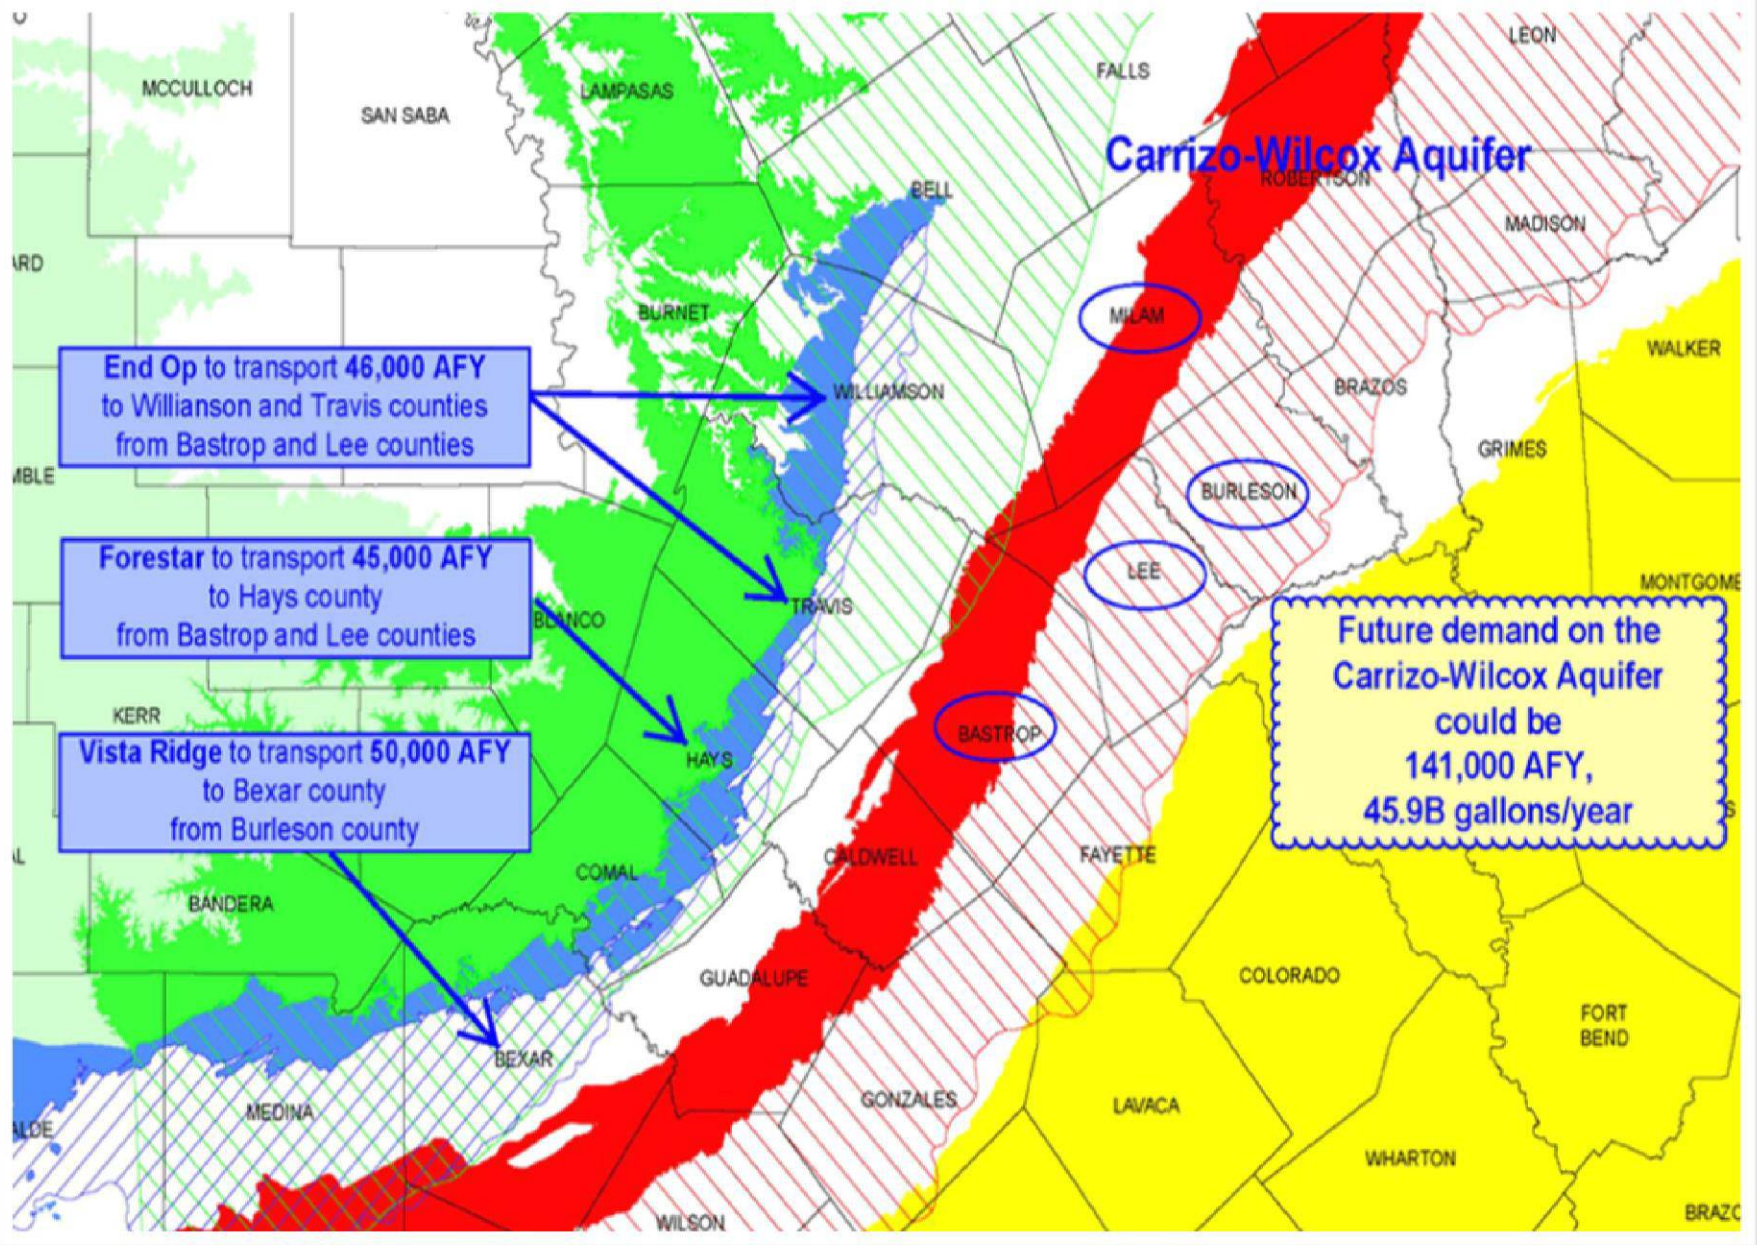 MCCULLOCH
SAN SABA
LAMPASAS
FALLS
LEON
Carrizo-Wilcox Aquifer
ROBERTSON
BELL
MADISON
ARD
BURNET
MILAM
WALKER
End Op to transport 46,000 AFY
to Willianson and Travis counties
from Bastrop and Lee counties
WILLIAMSON
BRAZOS
GRIMES
MBLE
BURLESON
LEE
Forestar to transport 45,000 AFY
to Hays county
from Bastrop and Lee counties
BLANCO
TRAVIS
MONTGOME
Future demand on the
Carrizo-Wilcox Aquifer
could be
141,000 AFY,
45.9B gallons/year
KERR
BASTROP
HAYS
Vista Ridge to transport 50,000 AFY
to Bexar county
from Burleson county
S
AL
CALDWELL
FAYETTE
COMAL
BANDERA
GUADALUPE
COLORADO
FORT
BEND
BEXAR
MEDINA
GONZALES
LAVACA
ALDE
WHARTON
WILSON
BRAZO